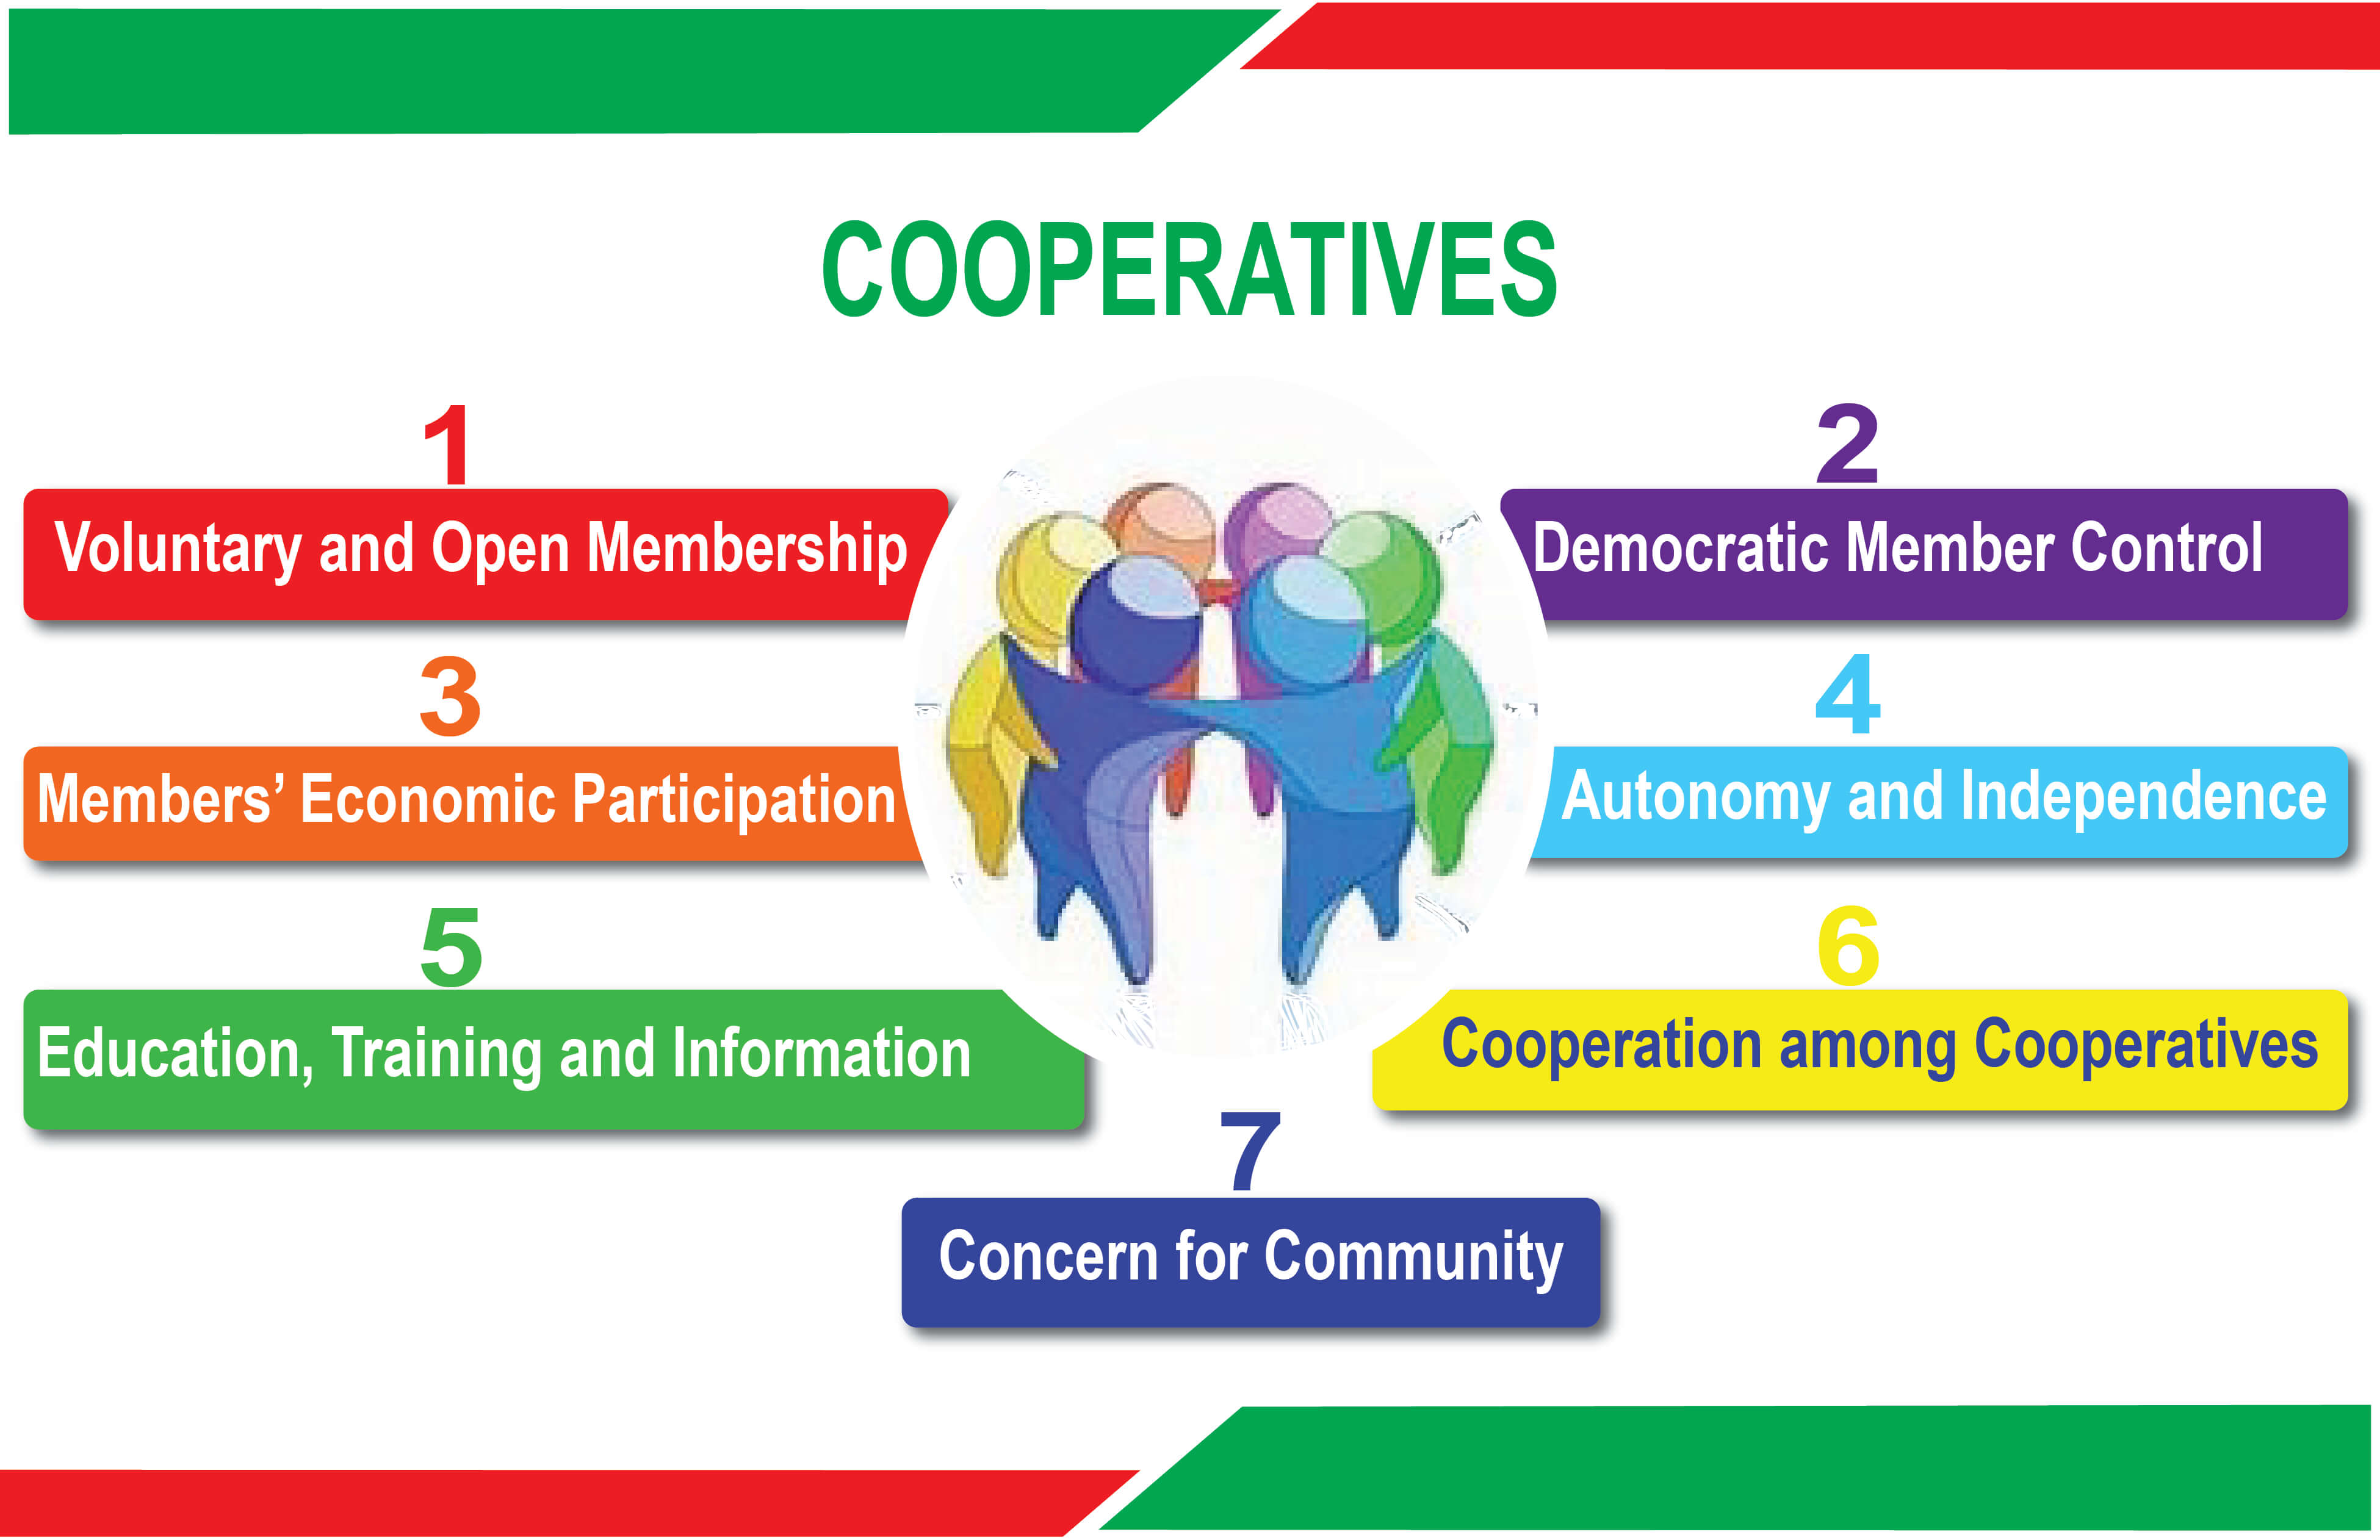 COOPERATIVES
1
Voluntary and Open Membership
2
Democratic Member Control
3
Members’ Economic Participation
4
Autonomy and Independence
5
Education, Training and Information
6
Cooperation among Cooperatives
7
Concern for Community